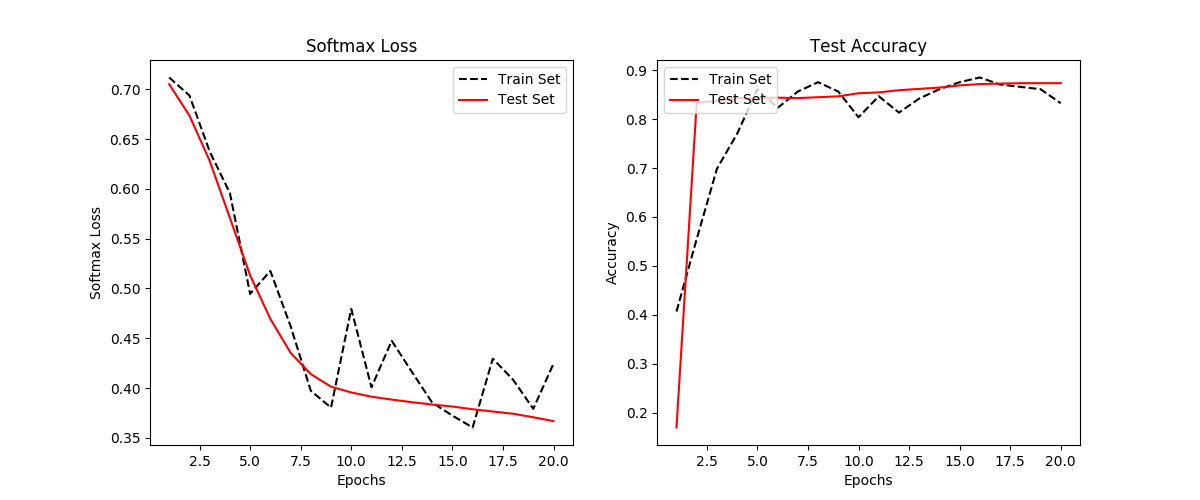 Softmax Loss
Train Set
Test Set
0.70
0.65
0.60
0.55
0.50
0.45
0.40
0.35
Softmax Loss
2.5 5.0 7.5 10.0 12.5 15.0 17.5 20.0
Epochs
Test Accuracy
Train Set
Test Set
0.9
0.8
0.7
0.6
0.5
0.4
0.3
0.2
Accuracy
2.5 5.0 7.5 10.0 12.5 15.0 17.5 20.0
Epochs